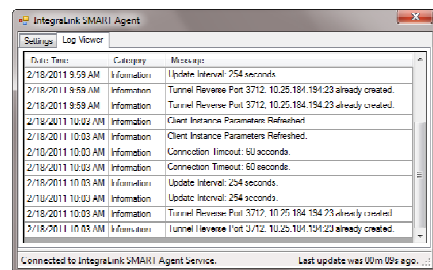 IntegraLink SMART Agent
Settings Log Viewer
Date Time Category Message
2/18/2011 9:59 AM Information Update Interval: 254 seconds.
2/18/2011 9:59 AM Information Tunnel Reverse Port 3712, 10.25.184.194:23 already created.
2/18/2011 9:59 AM Information Tunnel Reverse Port 3712, 10.25.184.194:23 already created.
2/18/2011 10:03 AM Information Client Instance Parameters Refreshed.
2/18/2011 10:03 AM Information Client Instance Parameters Refreshed.
2/18/2011 10:03 AM Information Connection Timeout: 60 seconds.
2/18/2011 10:03 AM Information Connection Timeout: 60 seconds.
2/18/2011 10:03 AM Information Update Interval: 254 seconds.
2/18/2011 10:03 AM Information Update Interval: 254 seconds.
2/18/2011 10:03 AM Information Tunnel Reverse Port 3712, 10.25.184.194:23 already created.
2/18/2011 10:03 AM Information Tunnel Reverse Port 3712, 10.25.184.194:23 already created.
Connected to IntegraLink SMART Agent Service. Last update was 00m 09s ago.